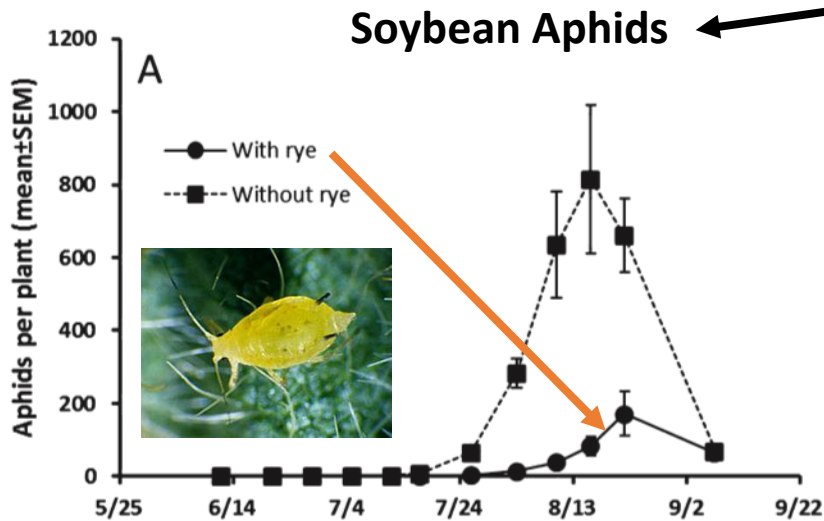 Soybean Aphids
A
Aphids per plant (mean±SEM)
1200
1000
800
600
400
200
0
With rye
Without rye
5/25 6/14 7/4 7/24 8/13 9/2 9/22